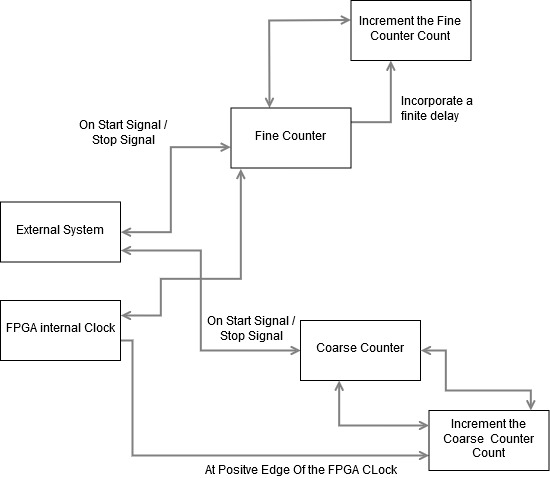 Increment the Fine
Counter Count
Incorporate a
finite delay
On Start Signal /
Stop Signal
Fine Counter
External System
FPGA internal Clock
On Start Signal /
Stop Signal
Coarse Counter
Increment the
Coarse Counter
Count
At Positve Edge Of the FPGA CLock